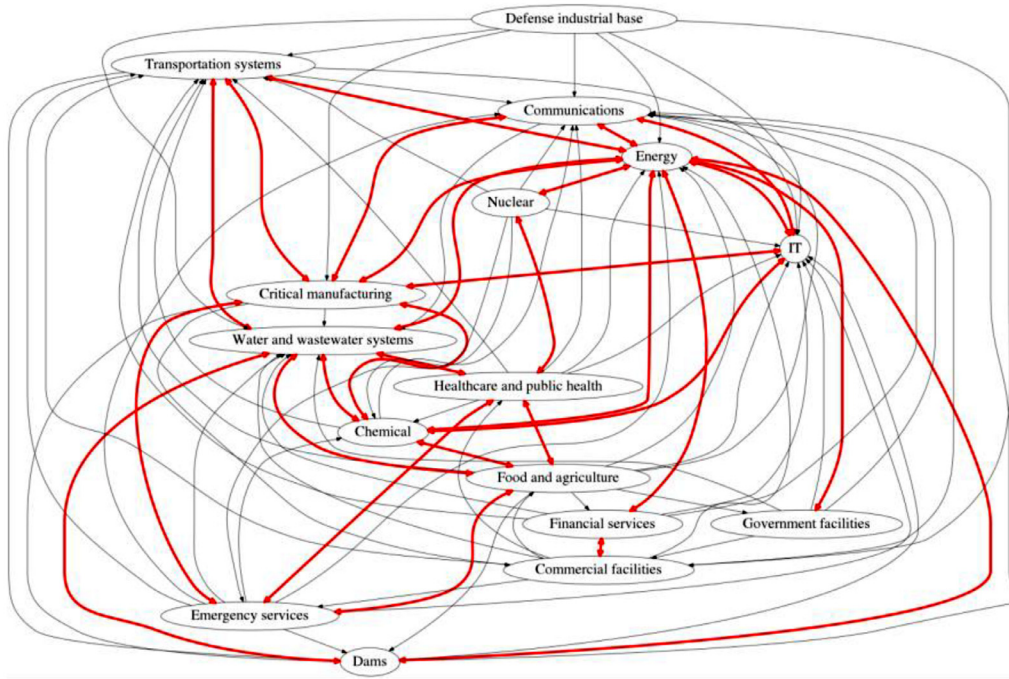 Defense industrial base
Transportation systems
Communications
Energy
Nuclear
IT
Critical manufacturing
Water and wastewater systems
Healthcare and public health
Chemical
Food and agriculture
Financial services
Government facilities
Commercial facilities
Emergency services
Dams